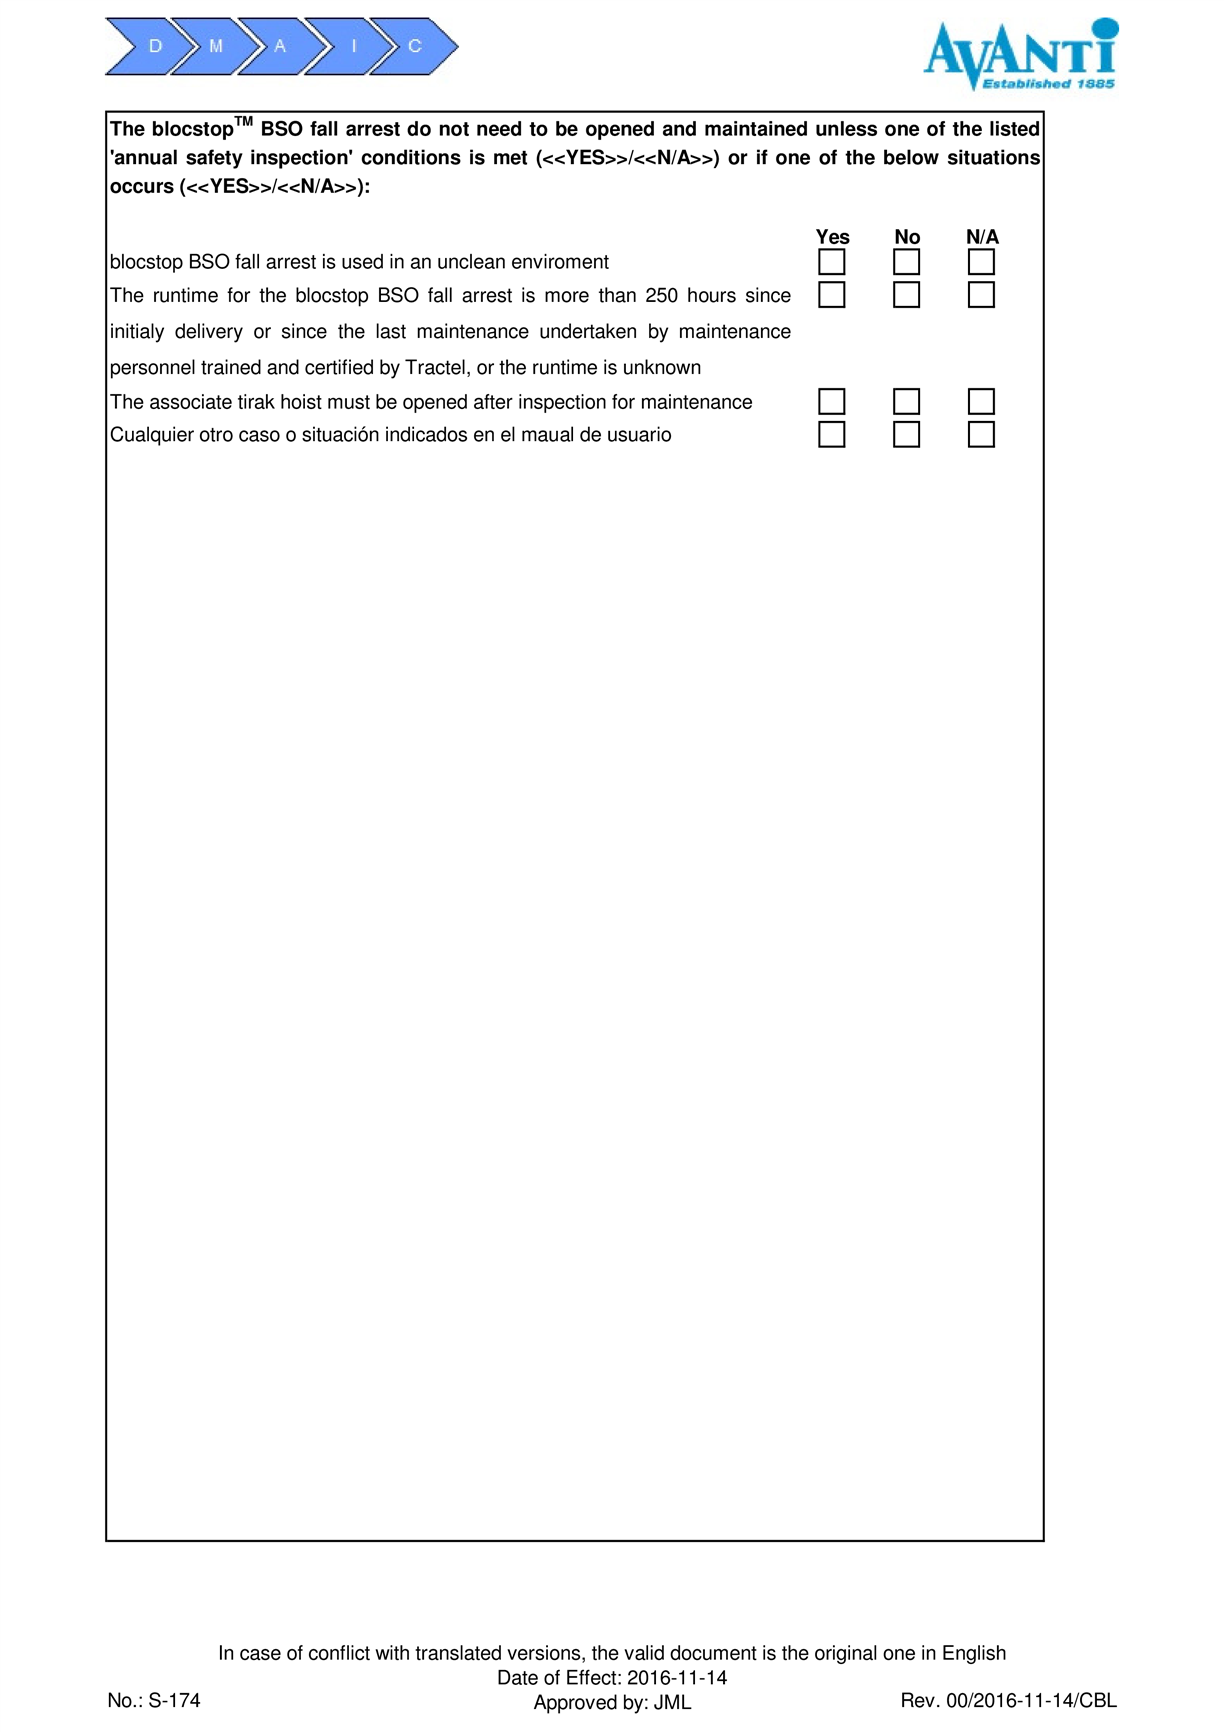 D M A I C
AVANTi
Established 1885
The blocstop™ BSO fall arrest do not need to be opened and maintained unless one of the listed
'annual safety inspection' conditions is met (<<YES>>/<<N/A>>) or if one of the below situations
occurs (<<YES>>/<<N/A>>):
Yes No N/A
blocstop BSO fall arrest is used in an unclean enviroment
The runtime for the blocstop BSO fall arrest is more than 250 hours since
initialy delivery or since the last maintenance undertaken by maintenance
personnel trained and certified by Tractel, or the runtime is unknown
The associate tirak hoist must be opened after inspection for maintenance
Cualquier otro caso o situación indicados en el maual de usuario
In case of conflict with translated versions, the valid document is the original one in English
Date of Effect: 2016-11-14
No.: S-174 Approved by: JML Rev. 00/2016-11-14/CBL